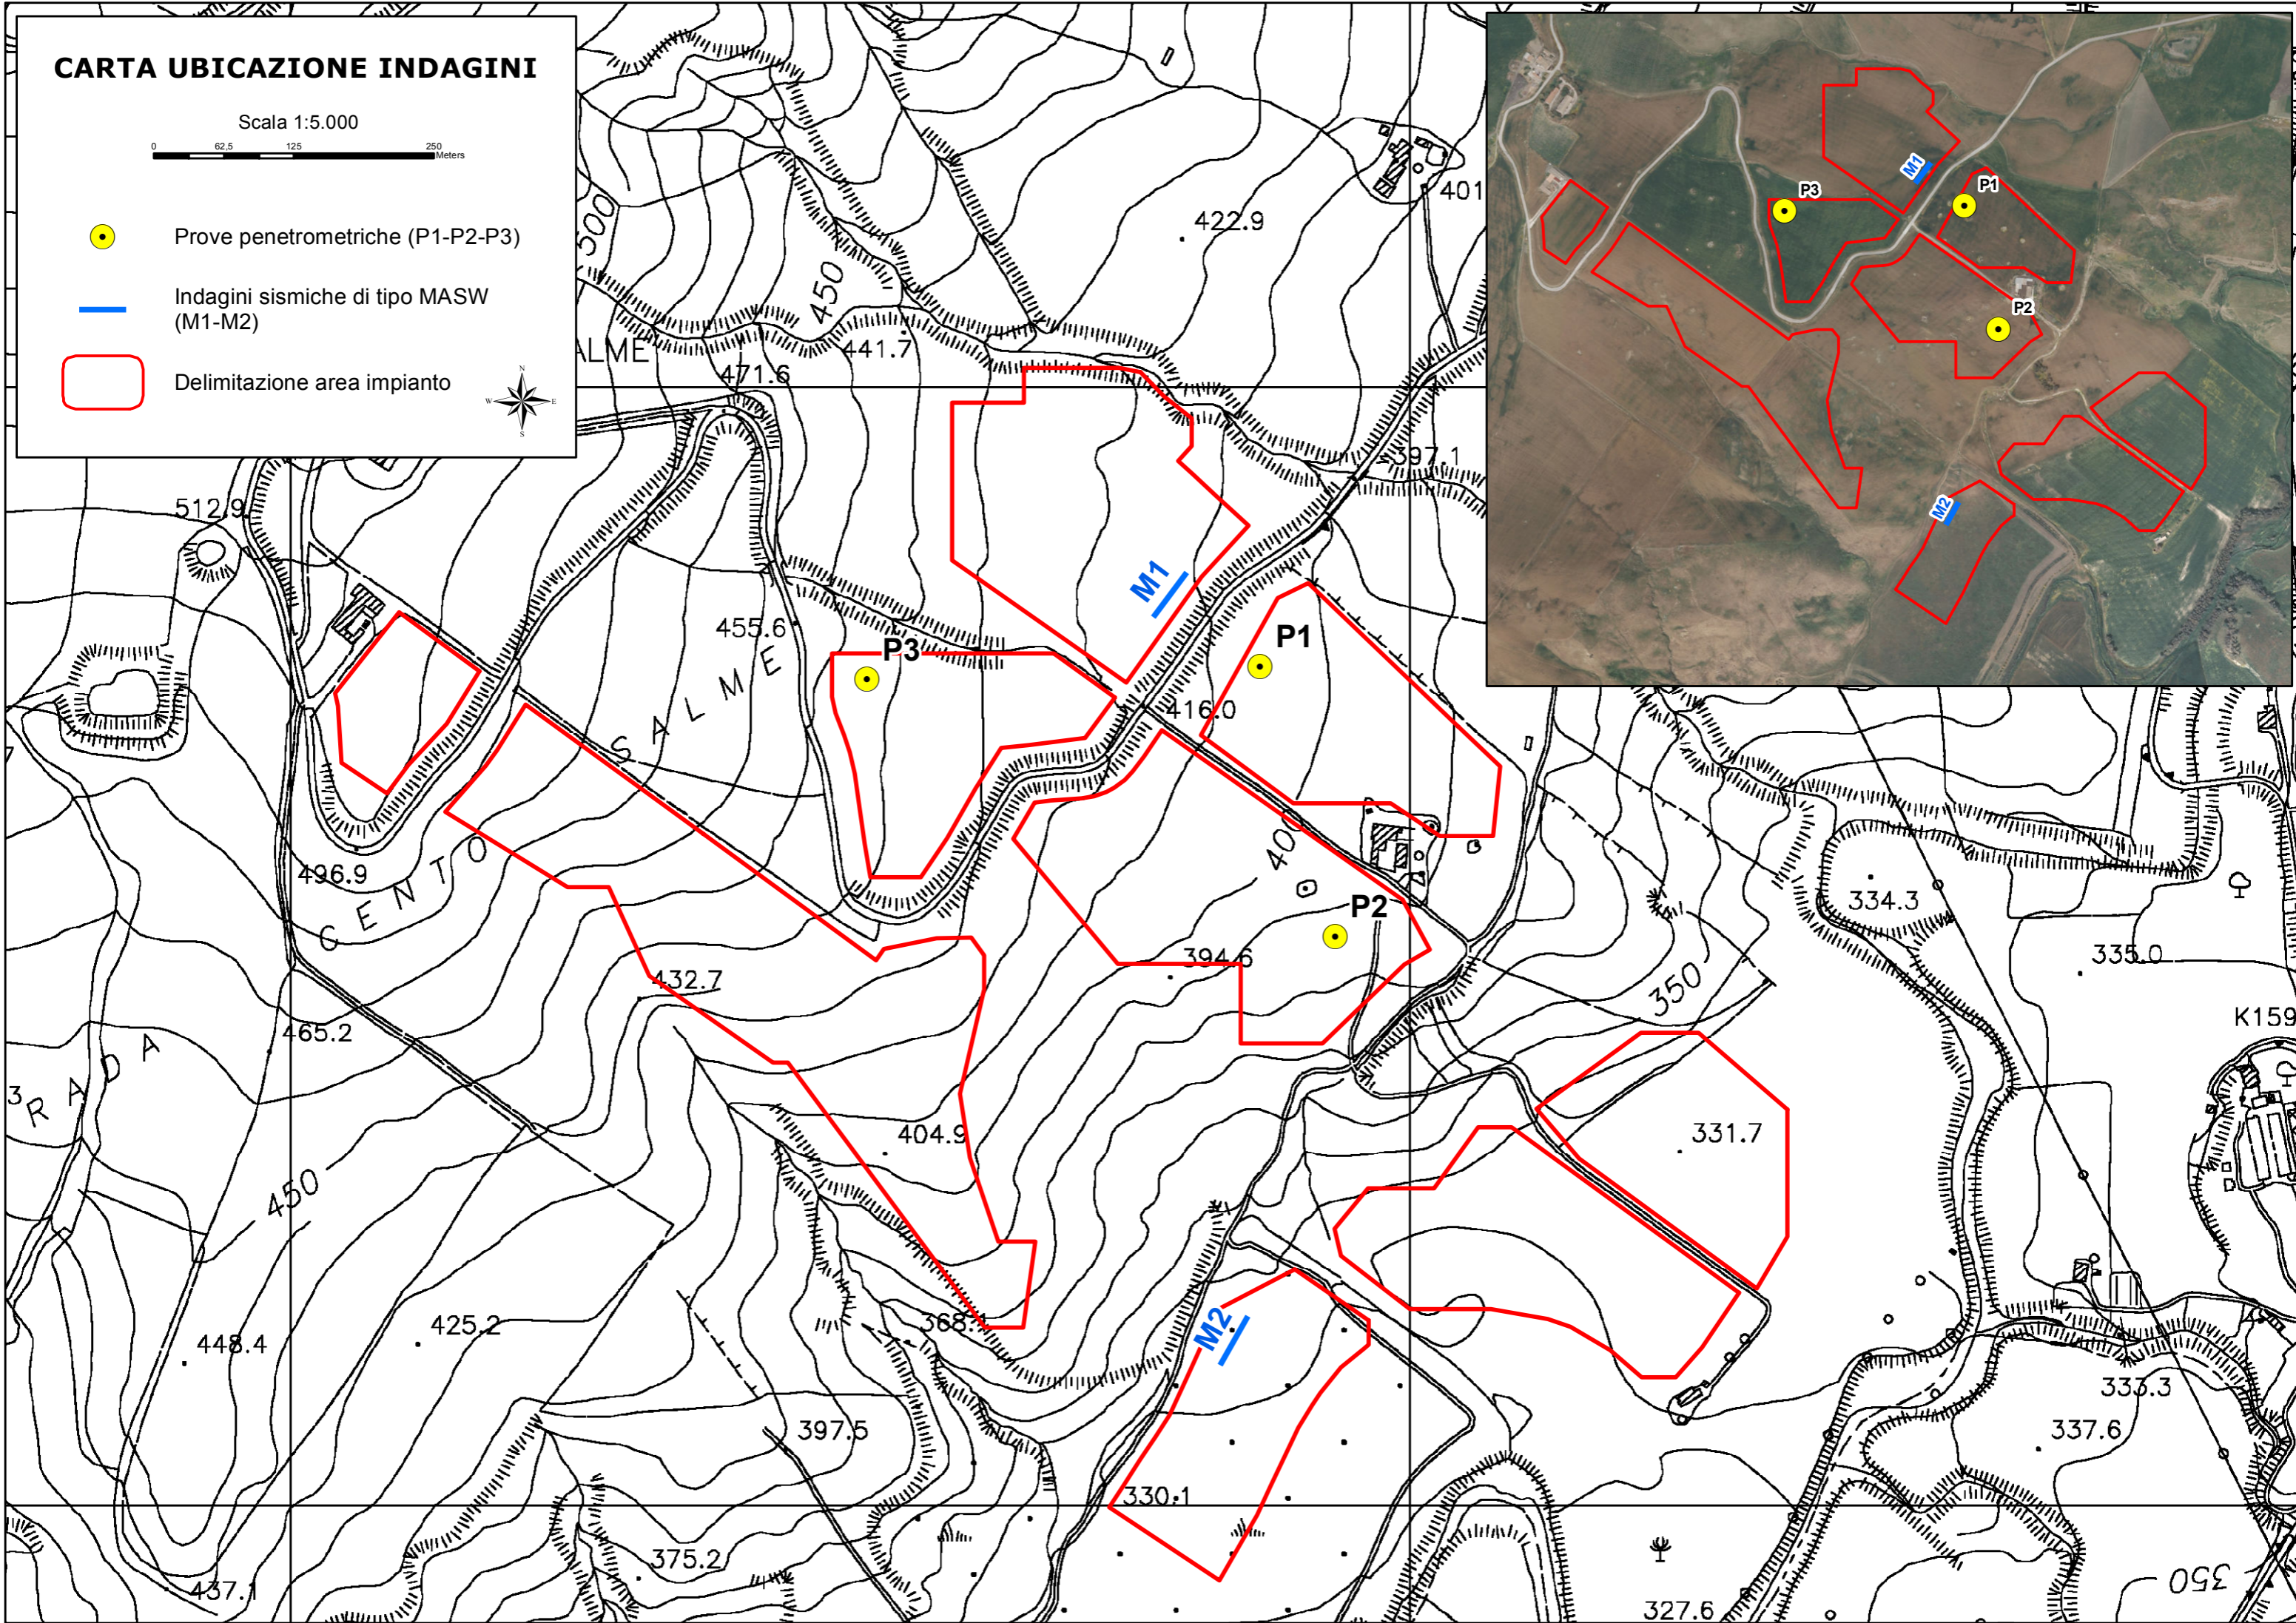 CARTA UBICAZIONE INDAGINI
Scala 1:5.000
0 62,5 125 250
Meters
Prove penetrometriche (P1-P2-P3)
Indagini sismiche di tipo MASW
(M1-M2)
Delimitazione area impianto
N
W E
S
M1
P1
P3
P2
M2
500
450
422.9
401
ALME
441.7
471.6
397.1
512.9
M1
455.6
P3
P1
SALME
416.0
CENTO
496.9
400
P2
334.3
432.7
394.6
350
335.0
465.2
K159
3
RADA
404.9
331.7
450
448.4
425.2
368.1
M2
333.3
397.5
337.6
330.1
375.2
437.1
327.6
350